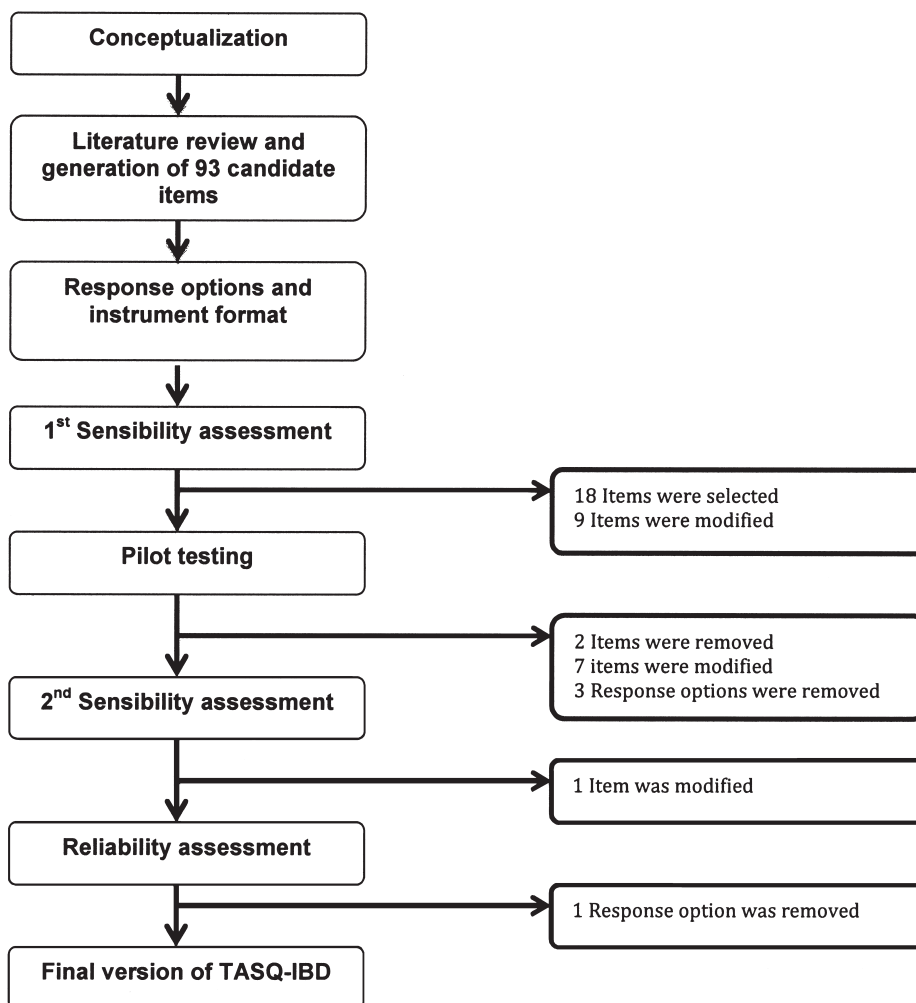 Conceptualization
Literature review and
generation of 93 candidate
items
Response options and
instrument format
1st Sensibility assessment
18 Items were selected
9 Items were modified
Pilot testing
2 Items were removed
7 items were modified
3 Response options were removed
2nd Sensibility assessment
1 Item was modified
Reliability assessment
1 Response option was removed
Final version of TASQ-IBD